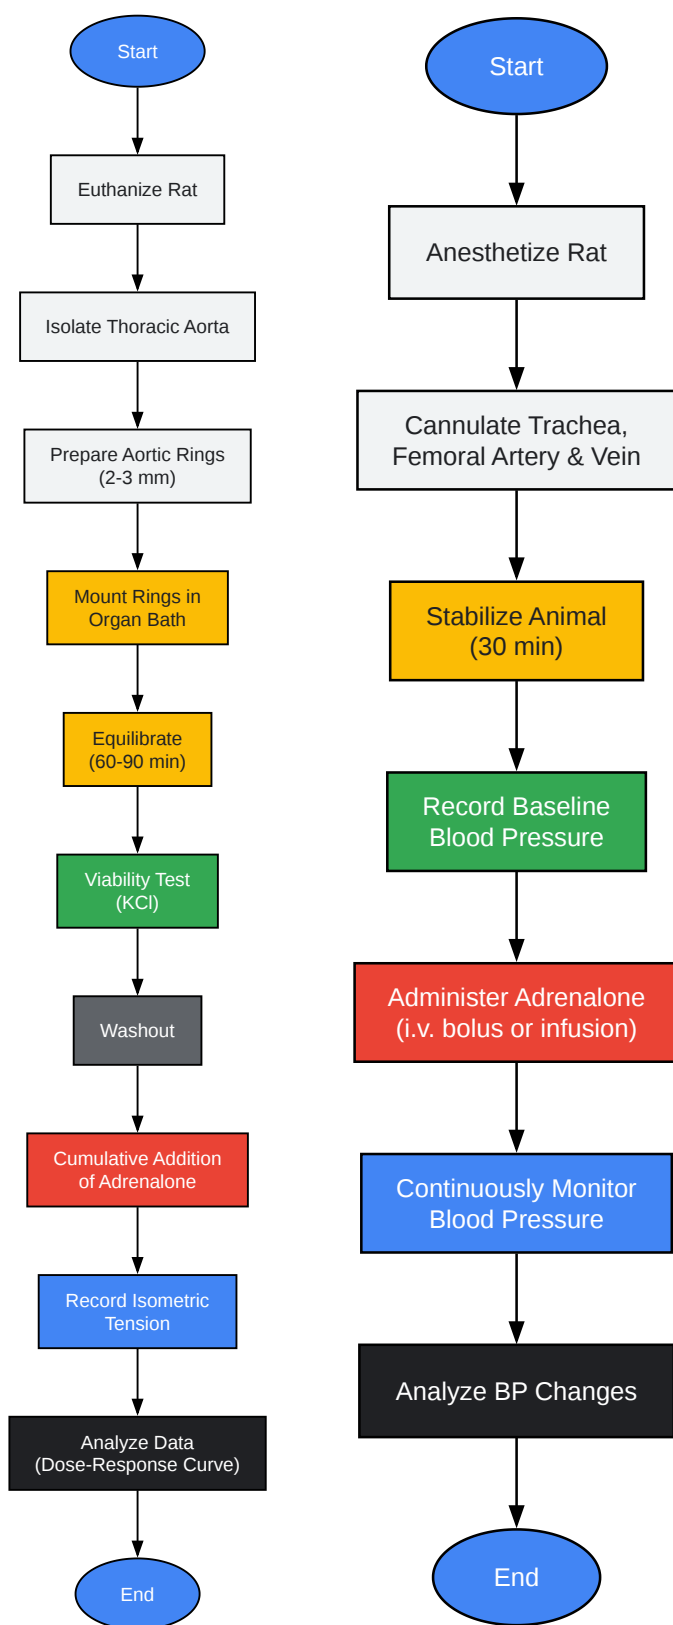 Start
Euthanize Rat
Isolate Thoracic Aorta
Prepare Aortic Rings
(2-3 mm)
Mount Rings in
Organ Bath
Equilibrate
(60-90 min)
Viability Test
(KCl)
Washout
Cumulative Addition
of Adrenalone
Record Isometric
Tension
Analyze Data
(Dose-Response Curve)
End
Start
Anesthetize Rat
Cannulate Trachea,
Femoral Artery & Vein
Stabilize Animal
(30 min)
Record Baseline
Blood Pressure
Administer Adrenalone
(i.v. bolus or infusion)
Continuously Monitor
Blood Pressure
Analyze BP Changes
End